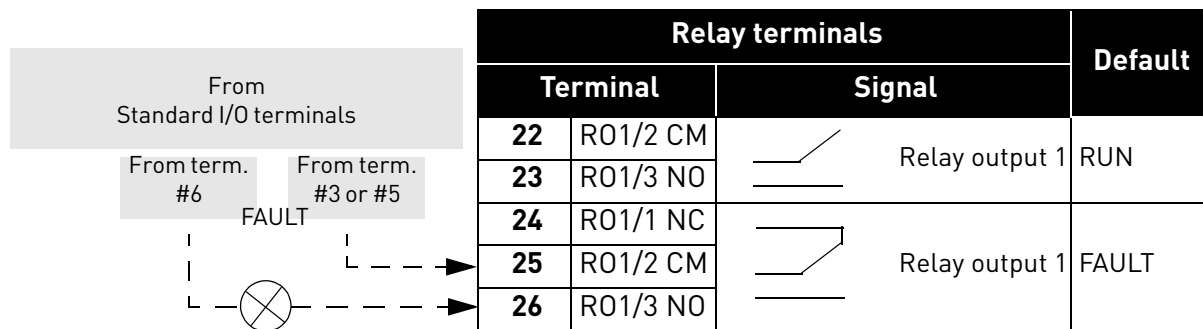 From
Standard I/O terminals
From term.
#6
From term.
#3 or #5
FAULT
Relay terminals
Default
Terminal
Signal
22 RO1/2 CM Relay output 1 RUN
23 RO1/3 NO
24 RO1/1 NC
25 RO1/2 CM Relay output 1 FAULT
26 RO1/3 NO